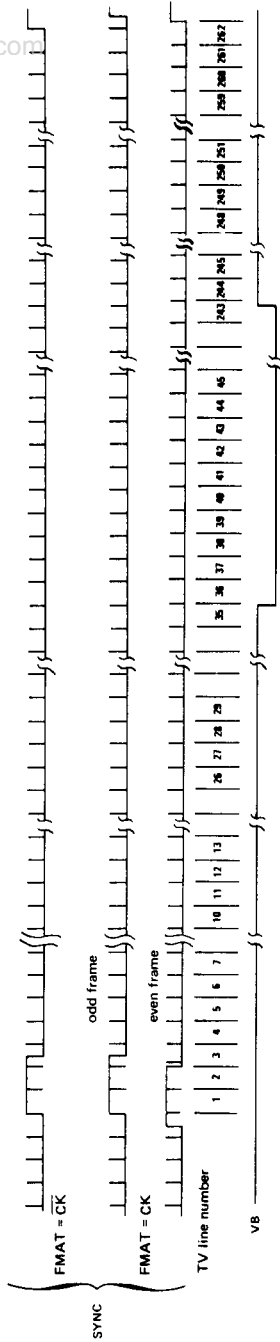 com
FMAT = C̅K̅
odd frame
SYNC
FMAT = CK
even frame
TV line number 1 2 3 4 5 6 7 10 11 12 13 26 27 28 29 35 36 37 38 39 40 41 42 43 44 45 243 244 245 248 249 250 251 259 260 261 262
VB